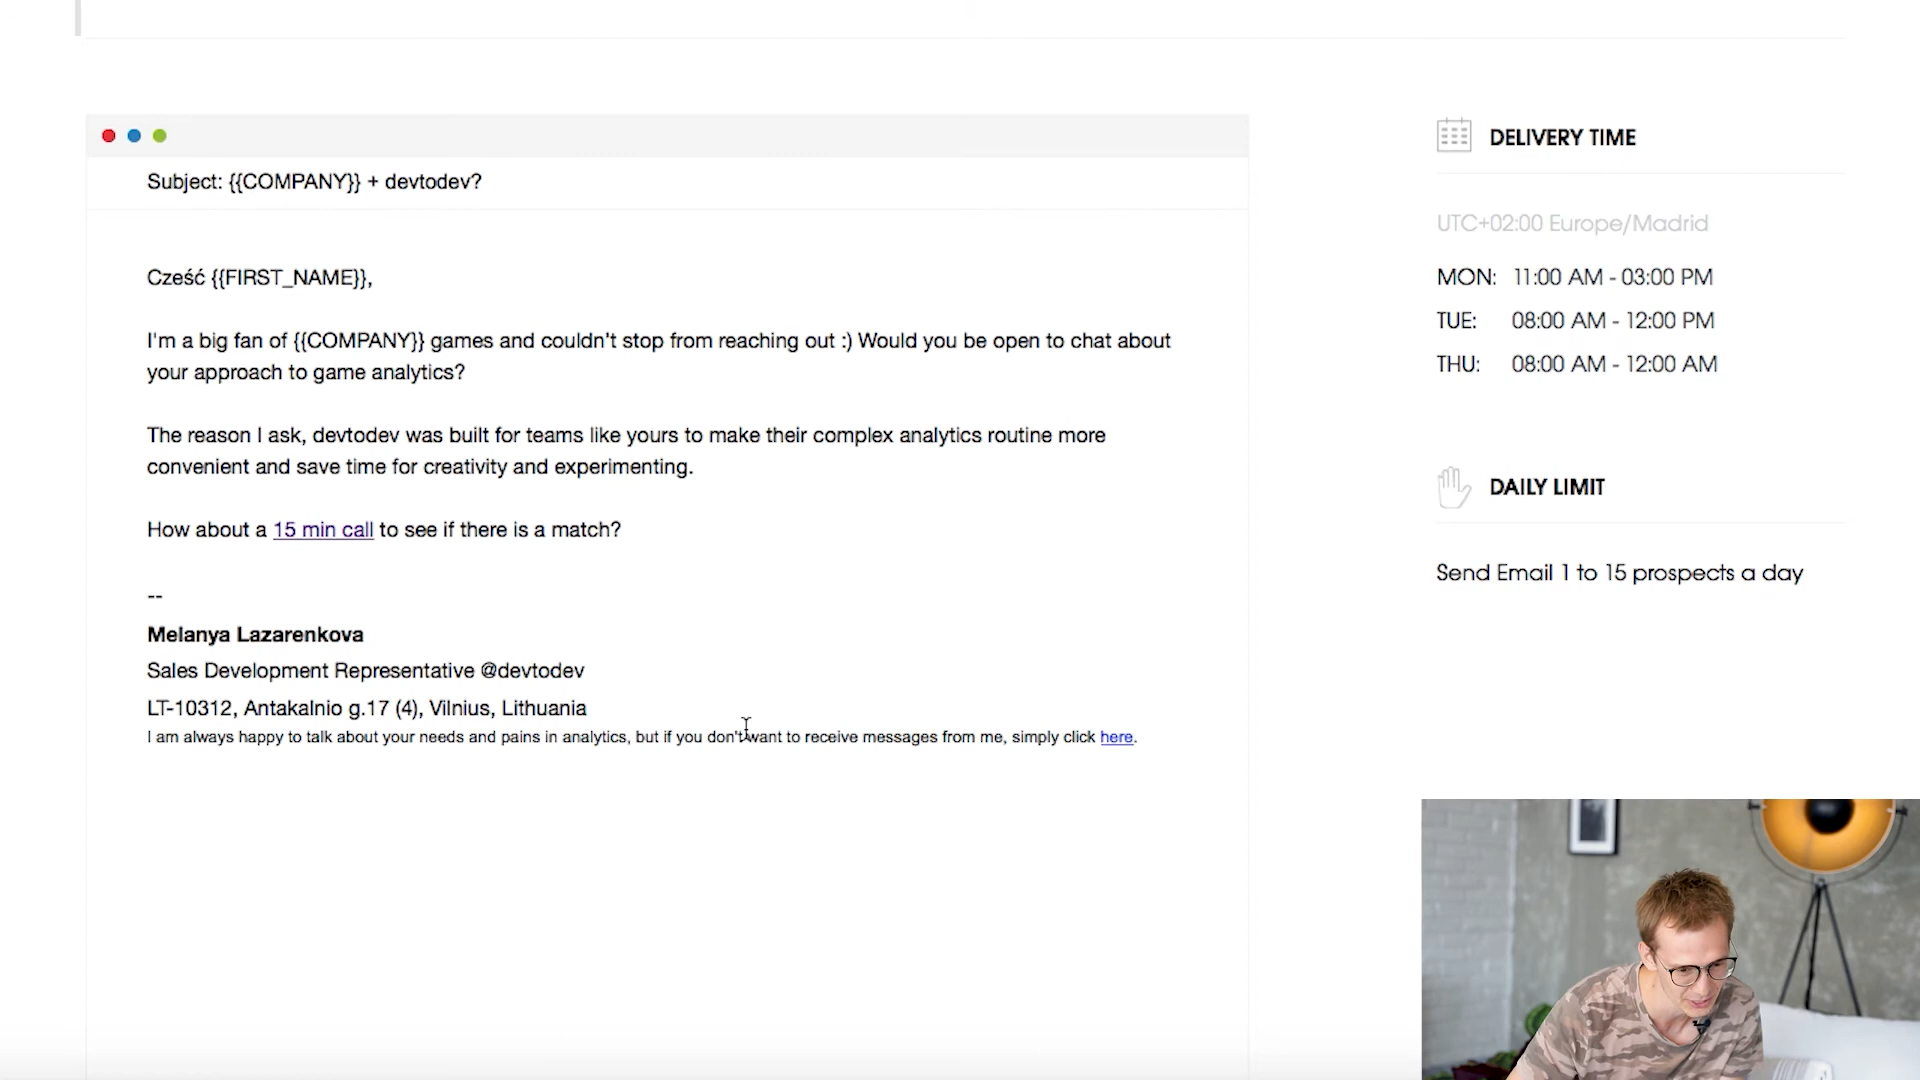 Subject: {{COMPANY}} + devtodev?
Cześć {{FIRST_NAME}},
I'm a big fan of {{COMPANY}} games and couldn't stop from reaching out :) Would you be open to chat about
your approach to game analytics?
The reason I ask, devtodev was built for teams like yours to make their complex analytics routine more
convenient and save time for creativity and experimenting.
How about a 15 min call to see if there is a match?
--
Melanya Lazarenkova
Sales Development Representative @devtodev
LT-10312, Antakalnio g.17 (4), Vilnius, Lithuania
I am always happy to talk about your needs and pains in analytics, but if you don't want to receive messages from me, simply click here.
DELIVERY TIME
UTC+02:00 Europe/Madrid
MON: 11:00 AM - 03:00 PM
TUE: 08:00 AM - 12:00 PM
THU: 08:00 AM - 12:00 AM
DAILY LIMIT
Send Email 1 to 15 prospects a day